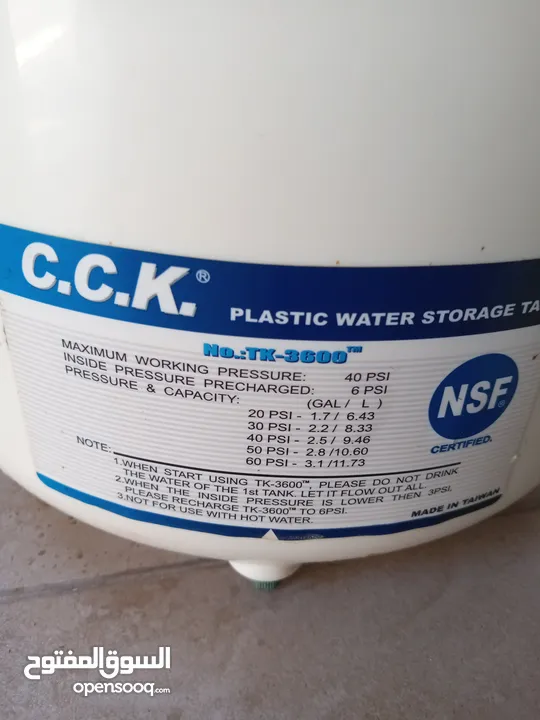 C.C.K.®
PLASTIC WATER STORAGE TA
No.:TK-3600™
MAXIMUM WORKING PRESSURE: 40 PSI
INSIDE PRESSURE PRECHARGED: 6 PSI
PRESSURE & CAPACITY: (GAL / L )
20 PSI - 1.7 / 6.43
30 PSI - 2.2 / 8.33
40 PSI - 2.5 / 9.46
50 PSI - 2.8 /10.60
60 PSI - 3.1 /11.73
NSF®
CERTIFIED.
NOTE:
1.WHEN START USING TK-3600™, PLEASE DO NOT DRINK
THE WATER OF THE 1st TANK. LET IT FLOW OUT ALL.
2.WHEN THE INSIDE PRESSURE IS LOWER THEN 3PSI,
PLEASE RECHARGE TK-3600™ TO 6PSI.
3.NOT FOR USE WITH HOT WATER.
MADE IN TAIWAN
السوق المفتوح
opensooq.com